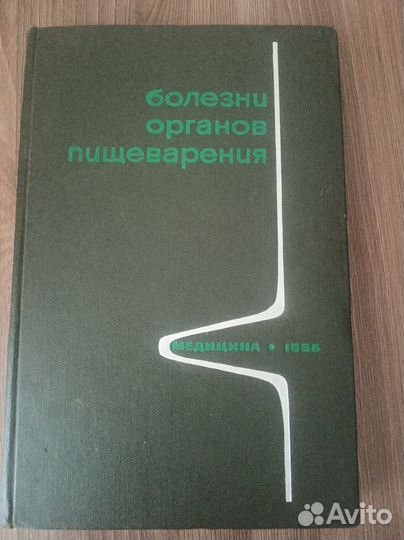 болезни
органов
пищеварения
МЕДИЦИНА • 1966
Avito